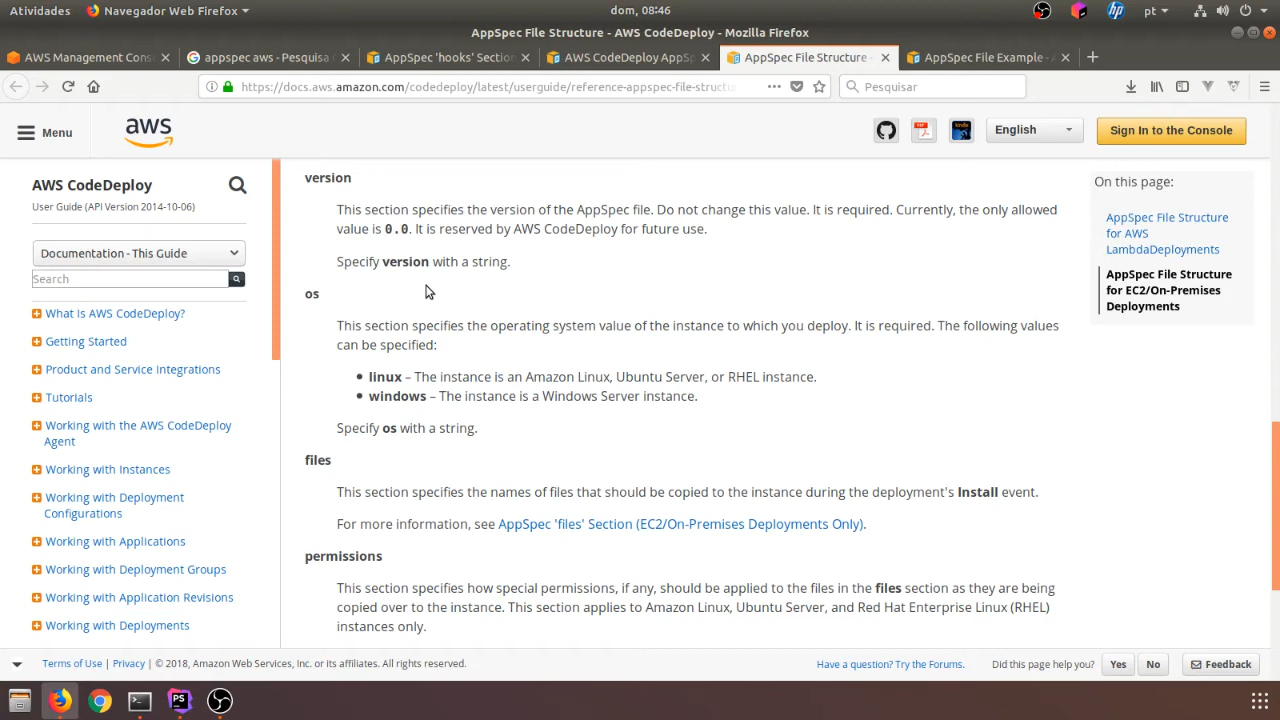 Atividades
Navegador Web Firefox
dom, 08:46
pt
AppSpec File Structure - AWS CodeDeploy - Mozilla Firefox
AWS Management Cons
appspec aws - Pesquisa
AppSpec 'hooks' Section
AWS CodeDeploy AppSp
AppSpec File Structure -
AppSpec File Example - A
https://docs.aws.amazon.com/codedeploy/latest/userguide/reference-appspec-file-structu
Pesquisar
Menu
aws
PDF
kindle
English
Sign In to the Console
AWS CodeDeploy
User Guide (API Version 2014-10-06)
Documentation - This Guide
Search
What Is AWS CodeDeploy?
Getting Started
Product and Service Integrations
Tutorials
Working with the AWS CodeDeploy
Agent
Working with Instances
Working with Deployment
Configurations
Working with Applications
Working with Deployment Groups
Working with Application Revisions
Working with Deployments
version
This section specifies the version of the AppSpec file. Do not change this value. It is required. Currently, the only allowed
value is 0.0. It is reserved by AWS CodeDeploy for future use.
Specify version with a string.
os
This section specifies the operating system value of the instance to which you deploy. It is required. The following values
can be specified:
• linux – The instance is an Amazon Linux, Ubuntu Server, or RHEL instance.
• windows – The instance is a Windows Server instance.
Specify os with a string.
files
This section specifies the names of files that should be copied to the instance during the deployment's Install event.
For more information, see AppSpec 'files' Section (EC2/On-Premises Deployments Only).
permissions
This section specifies how special permissions, if any, should be applied to the files in the files section as they are being
copied over to the instance. This section applies to Amazon Linux, Ubuntu Server, and Red Hat Enterprise Linux (RHEL)
instances only.
On this page:
AppSpec File Structure
for AWS
LambdaDeployments
AppSpec File Structure
for EC2/On-Premises
Deployments
Terms of Use | Privacy | © 2018, Amazon Web Services, Inc. or its affiliates. All rights reserved.
Have a question? Try the Forums.
Did this page help you?
Yes
No
Feedback
PS